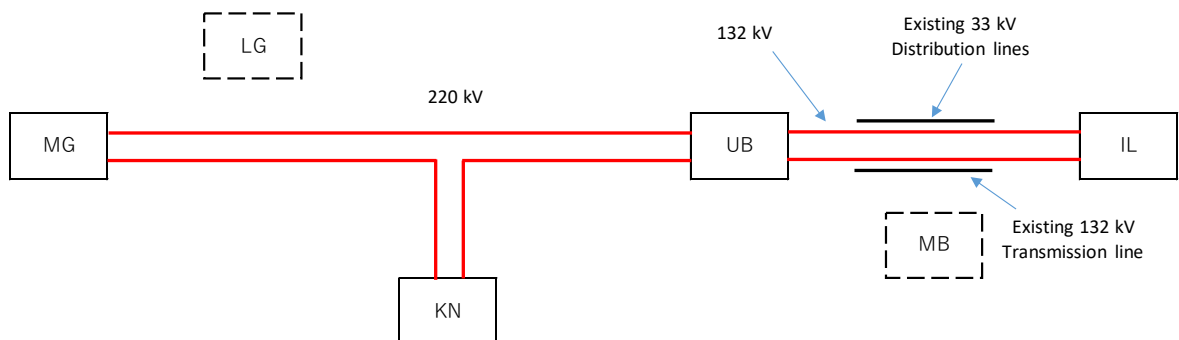 LG
132 kV
Existing 33 kV
Distribution lines
220 kV
MG
UB
IL
MB
Existing 132 kV
Transmission line
KN